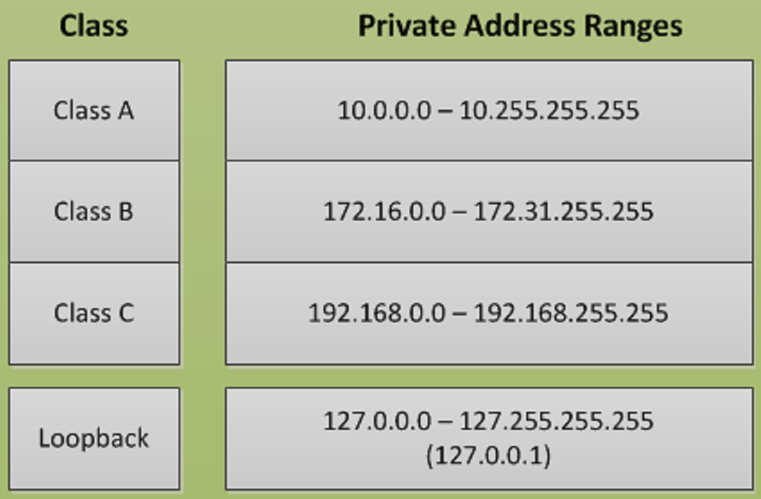 Class Private Address Ranges
Class A 10.0.0.0 – 10.255.255.255
Class B 172.16.0.0 – 172.31.255.255
Class C 192.168.0.0 – 192.168.255.255
Loopback 127.0.0.0 – 127.255.255.255
(127.0.0.1)